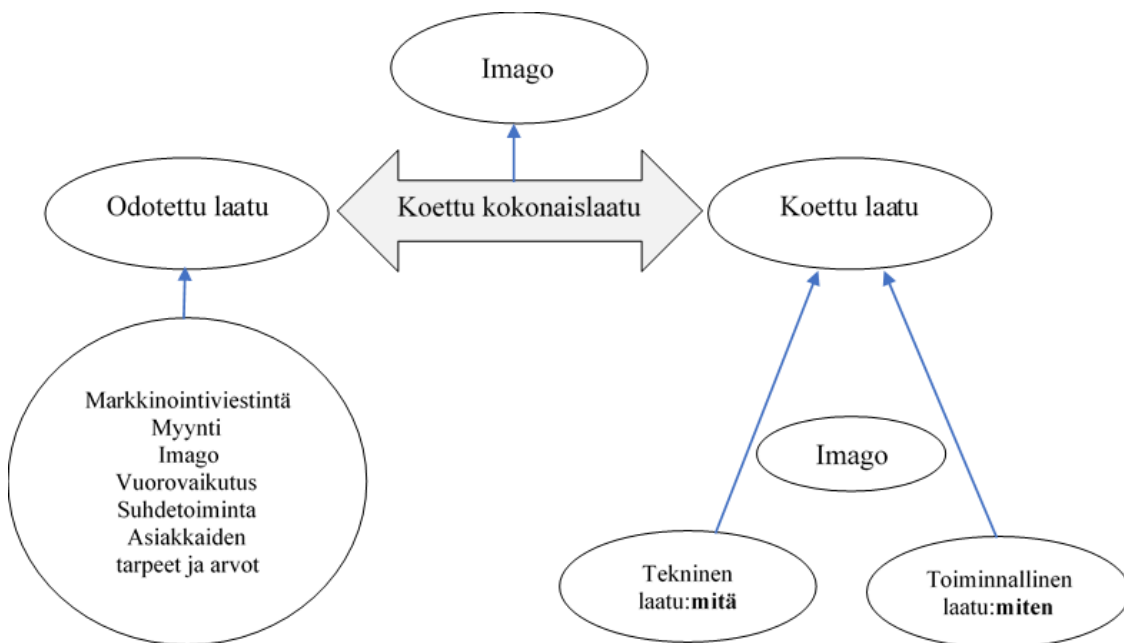 Imago
Odotettu laatu
Koettu kokonaislaatu
Koettu laatu
Markkinointiviestintä
Myynti
Imago
Vuorovaikutus
Suhdetoiminta
Asiakkaiden
tarpeet ja arvot
Imago
Tekninen
laatu:mitä
Toiminnallinen
laatu:miten